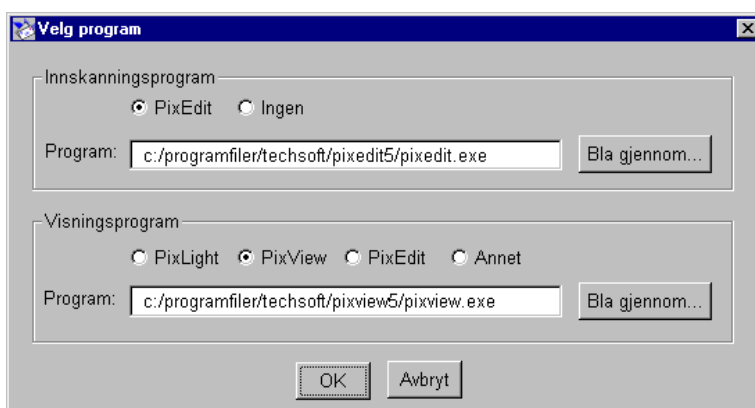 Velg program
Innskanningsprogram
PixEdit Ingen
Program: c:/programfiler/techsoft/pixedit5/pixedit.exe Bla gjennom...
Visningsprogram
PixLight PixView PixEdit Annet
Program: c:/programfiler/techsoft/pixview5/pixview.exe Bla gjennom...
OK Avbryt